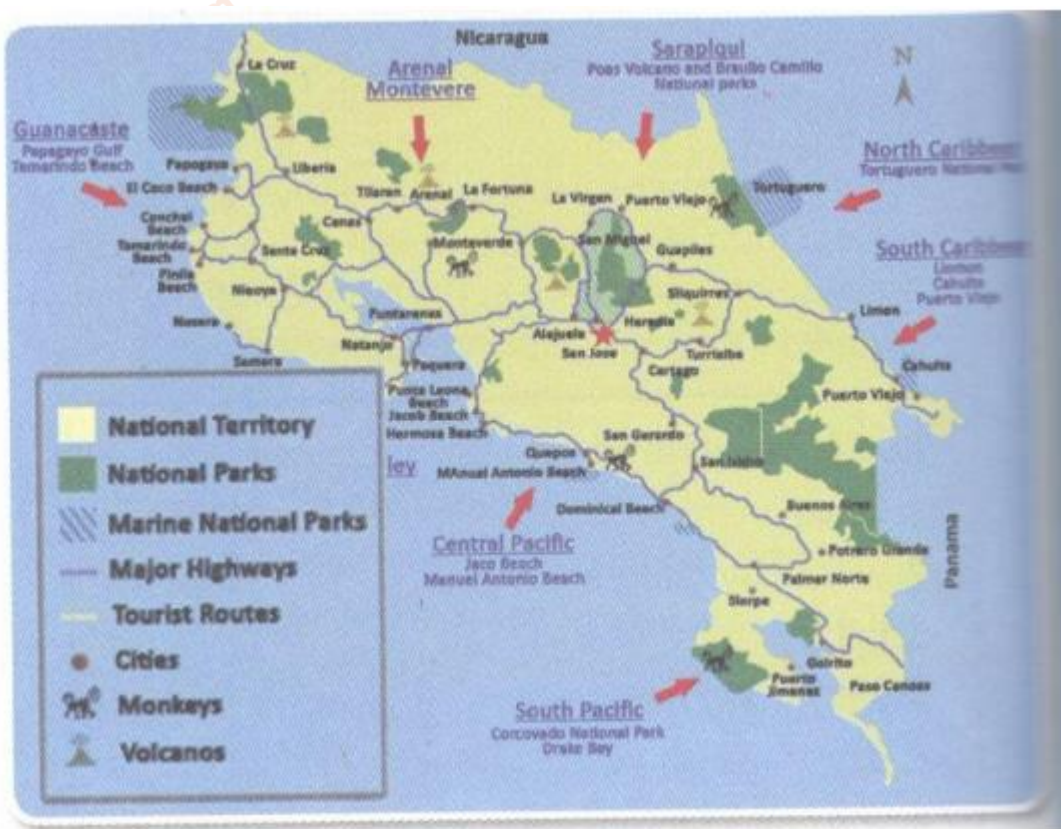 Nicaragua
N
Sarapiqui
Poas Volcano and Braulio Camillo
National parks
Arenal
Montevere
Guanacaste
Papagayo Gulf
Tamarindo Beach
North Caribbean
Tortuguero National
South Caribbean
Limon
Cahuita
Puerto Viejo
La Cruz
Papagayo
Liberia
El Coco Beach
Tilaran
Arenal
La Fortuna
La Virgen
Puerto Viejo
Tortuguero
Conchal
Beach
Canas
Tamarindo
Beach
Sante Cruz
Monteverde
San Miguel
Guapiles
Pinila
Beach
Nicoya
Siquirres
Puntarenas
Limon
Nosara
Alajuela
Heredia
Natanjo
San Jose
Turrialba
Samara
Paquera
Cartago
Cahuita
Punta Leona
Beach
Puerto Viejo
Jacob Beach
Hermosa Beach
San Gerardo
ley
Quepos
MAnuel Antonio Beach
San Isidro
Dominical Beach
Buenos Aires
Central Pacific
Jaco Beach
Manuel Antonio Beach
Potrero Grande
Panama
Palmar Norte
Sierpe
Golfito
Puerto
Jimenez
Paso Canoas
South Pacific
Corcovado National Park
Drake Bay
National Territory
National Parks
Marine National Parks
Major Highways
Tourist Routes
Cities
Monkeys
Volcanos